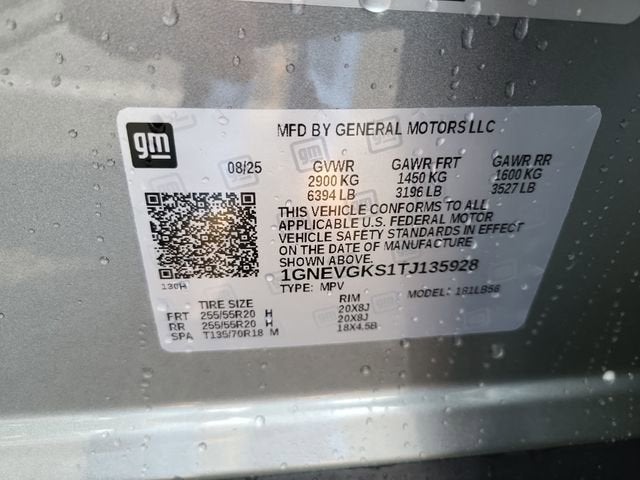 gm
MFD BY GENERAL MOTORS LLC
08/25 GVWR GAWR FRT GAWR RR
2900 KG 1450 KG 1600 KG
6394 LB 3196 LB 3527 LB
THIS VEHICLE CONFORMS TO ALL
APPLICABLE U.S. FEDERAL MOTOR
VEHICLE SAFETY STANDARDS IN EFFECT
ON THE DATE OF MANUFACTURE
SHOWN ABOVE.
1GNEVGKS1TJ135928
130H TYPE: MPV MODEL: 181LB56
TIRE SIZE RIM
FRT 255/55R20 H 20X8J
RR 255/55R20 H 20X8J
SPA T135/70R18 M 18X4.5B